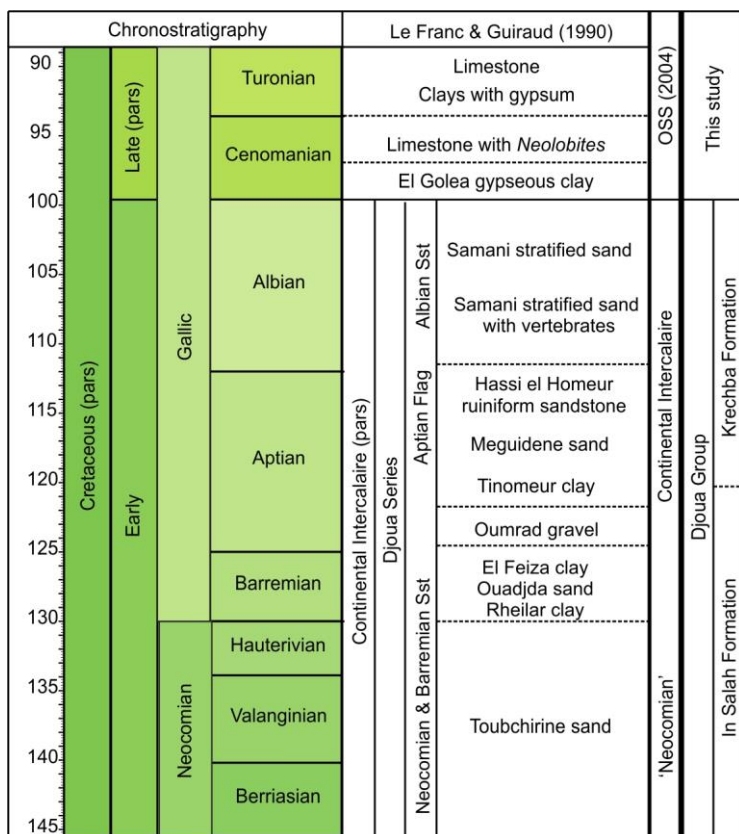 Chronostratigraphy
Le Franc & Guiraud (1990)
OSS (2004)
This study
90
95
100
105
110
115
120
125
130
135
140
145
Cretaceous (pars)
Late (pars)
Early
Gallic
Neocomian
Turonian
Cenomanian
Albian
Aptian
Barremian
Hauterivian
Valanginian
Berriasian
Limestone
Clays with gypsum
Limestone with Neolobites
El Golea gypseous clay
Continental Intercalaire (pars)
Djoua Series
Albian Sst
Aptian Flag
Neocomian & Barremian Sst
Samani stratified sand
Samani stratified sand
with vertebrates
Hassi el Homeur
ruiniform sandstone
Meguidene sand
Tinomeur clay
Oumrad gravel
El Feiza clay
Ouadjda sand
Rheilar clay
Toubchirine sand
Continental Intercalaire
'Neocomian'
Djoua Group
Krechba Formation
In Salah Formation